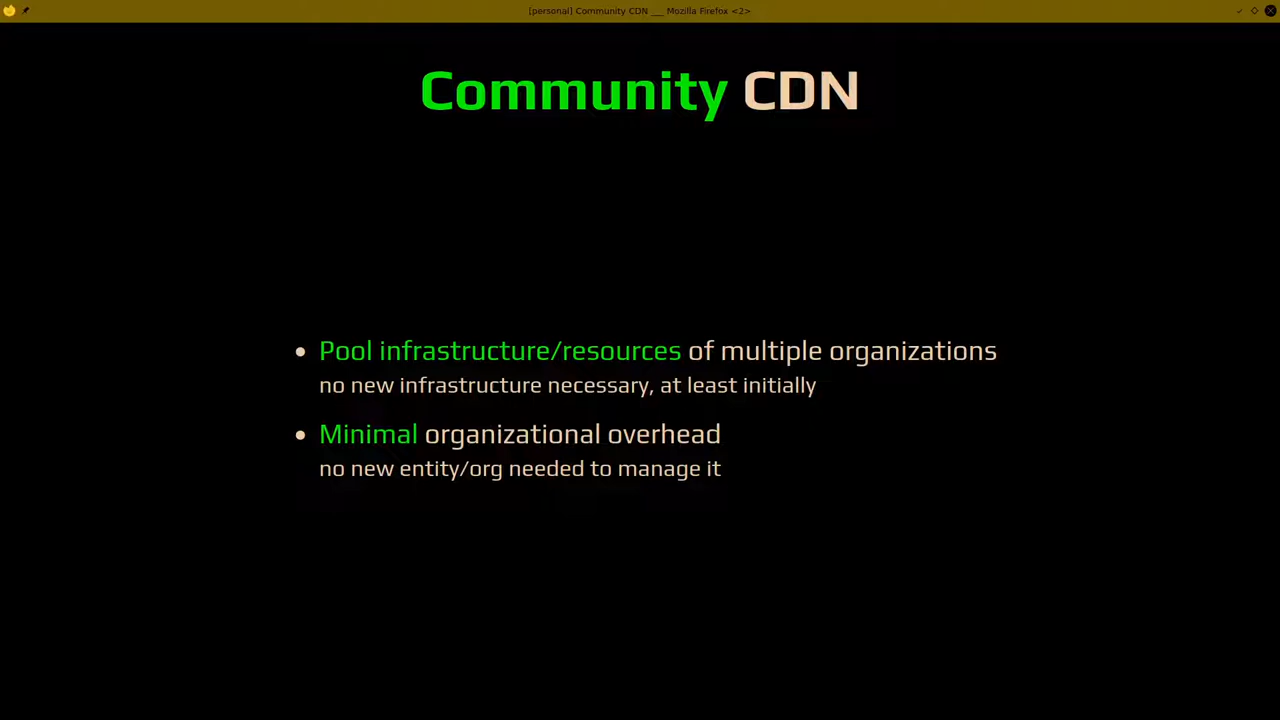 [personal] Community CDN __ Mozilla Firefox <2>
Community CDN
• Pool infrastructure/resources of multiple organizations
no new infrastructure necessary, at least initially
• Minimal organizational overhead
no new entity/org needed to manage it